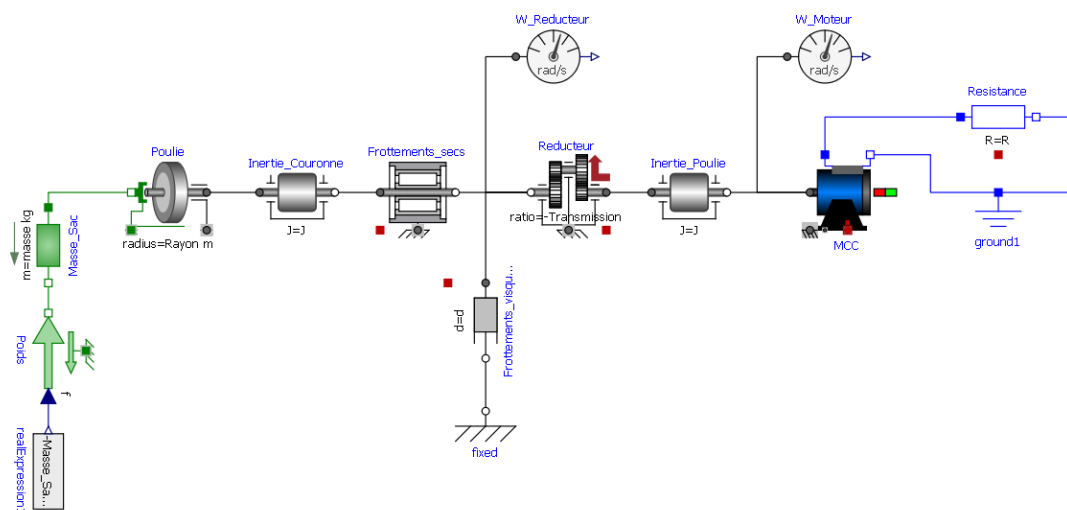 W_Reducteur
W_Moteur
rad/s
rad/s
Resistance
R=R
Poulie
Inertie_Couronne
Frottements_secs
Reducteur
Inertie_Poulie
radius=Rayon m
J=J
ratio=-Transmission
J=J
MCC
ground1
m=masse kg
Masse_Sac
d=d
Frottements_visqu...
Poids
f
fixed
-Masse_Sa...